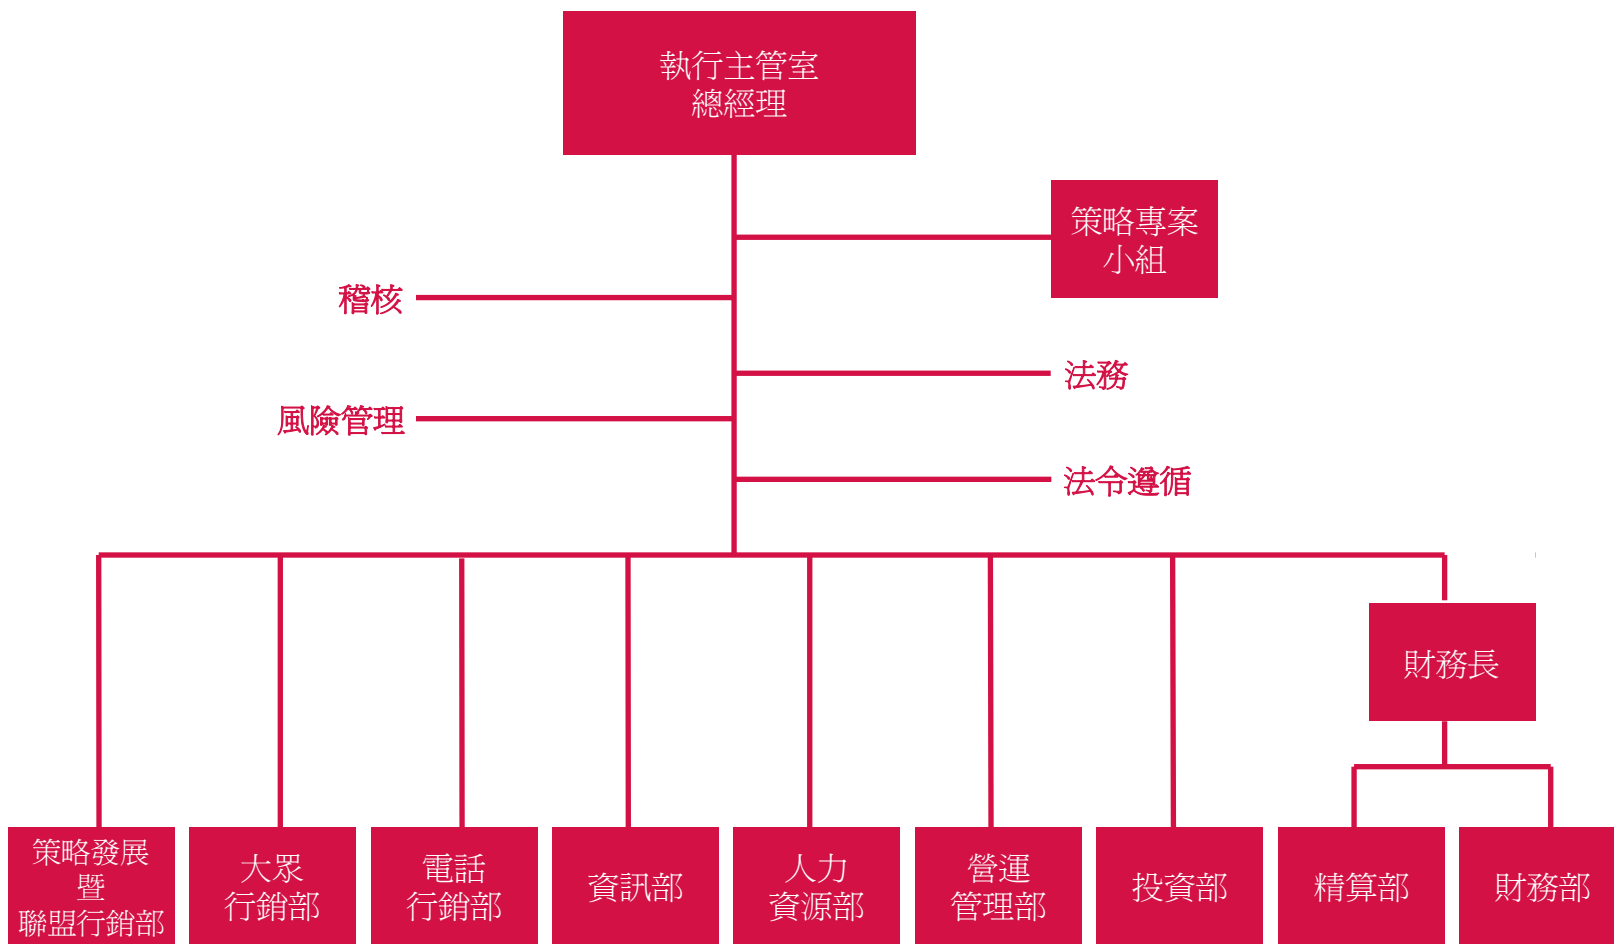 執行主管室
總經理
策略專案
小組
稽核
法務
風險管理
法令遵循
財務長
策略發展
暨
聯盟行銷部
大眾
行銷部
電話
行銷部
資訊部
人力
資源部
營運
管理部
投資部
精算部
財務部